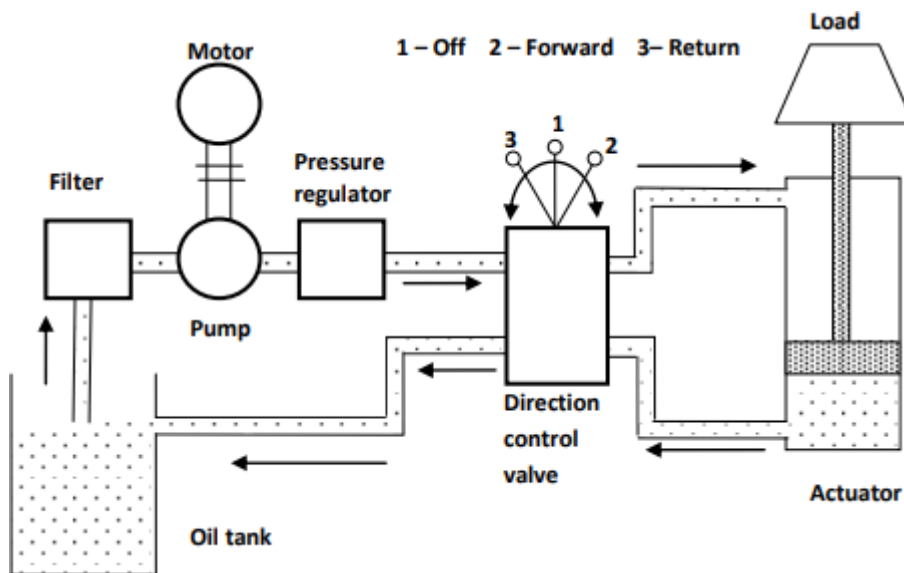 Load
Motor
1 – Off 2 – Forward 3– Return
1
3
2
Pressure
regulator
Filter
Pump
Direction
control
valve
Actuator
Oil tank